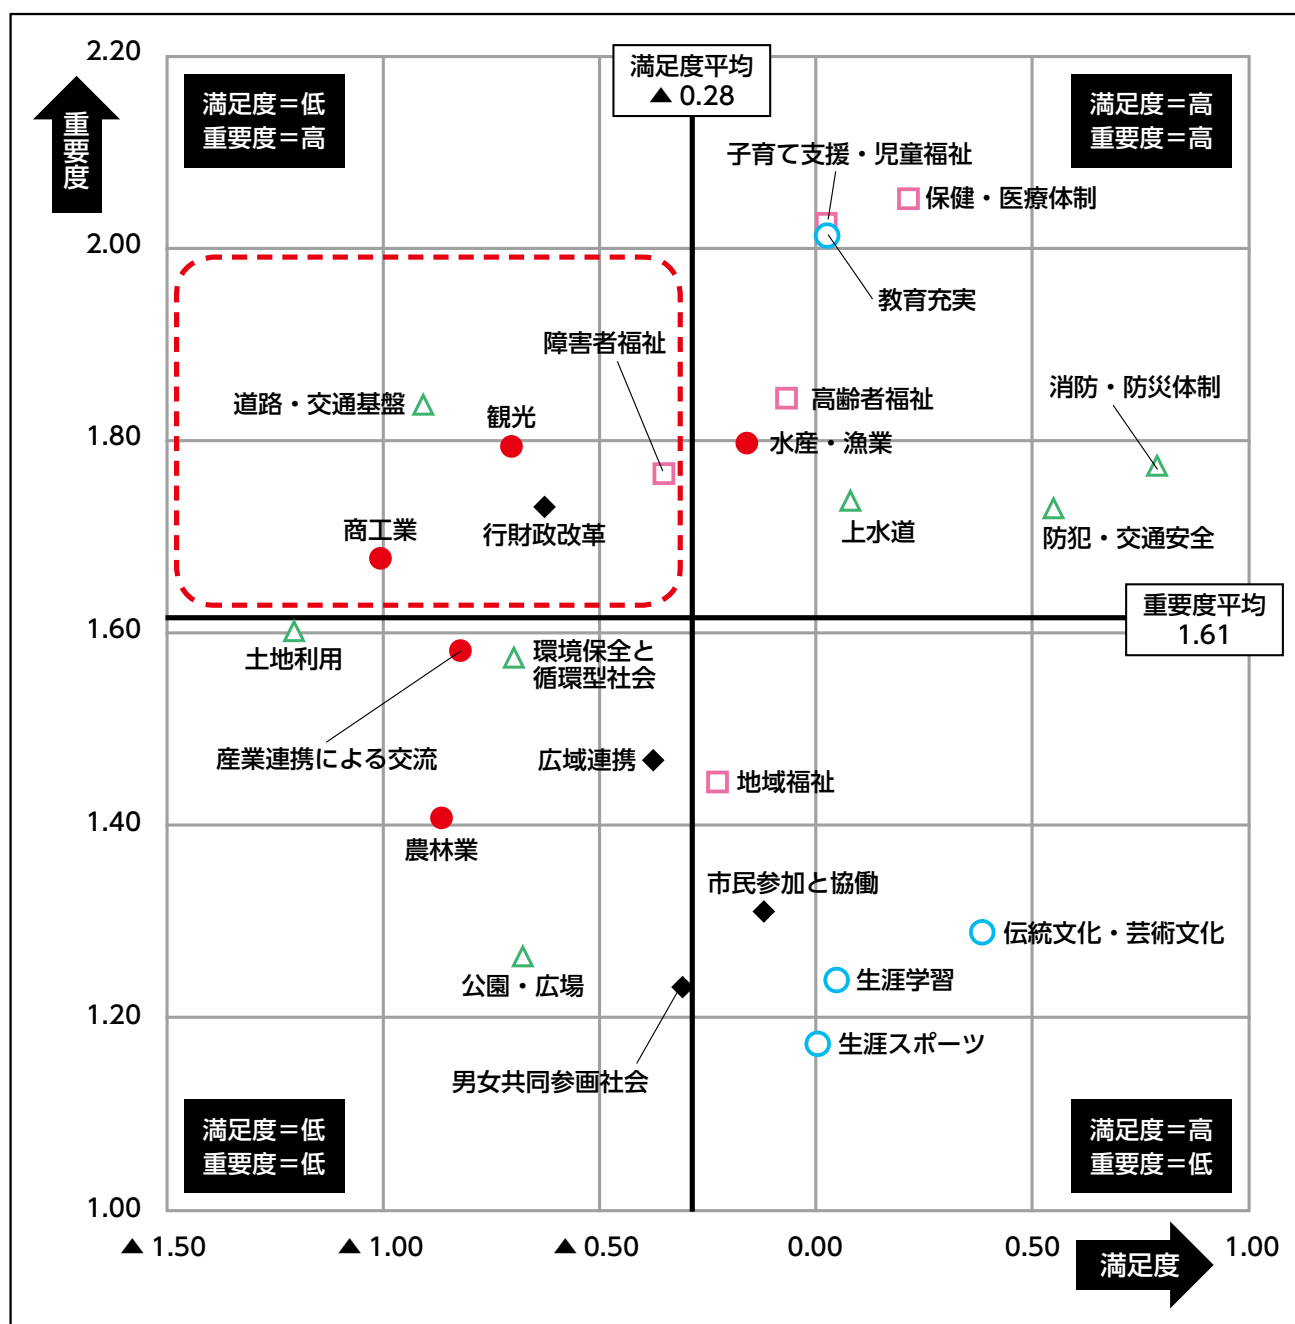 2.20
満足度平均
▲ 0.28
満足度＝低
重要度＝高
満足度＝高
重要度＝高
重要度
子育て支援・児童福祉
保健・医療体制
2.00
教育充実
障害者福祉
消防・防災体制
道路・交通基盤
高齢者福祉
観光
1.80
水産・漁業
商工業
行財政改革
上水道
防犯・交通安全
重要度平均
1.61
1.60
土地利用
環境保全と
循環型社会
産業連携による交流
広域連携
地域福祉
1.40
農林業
市民参加と協働
伝統文化・芸術文化
公園・広場
生涯学習
1.20
生涯スポーツ
男女共同参画社会
満足度＝低
重要度＝低
満足度＝高
重要度＝低
1.00
▲ 1.50
▲ 1.00
▲ 0.50
0.00
0.50
1.00
満足度